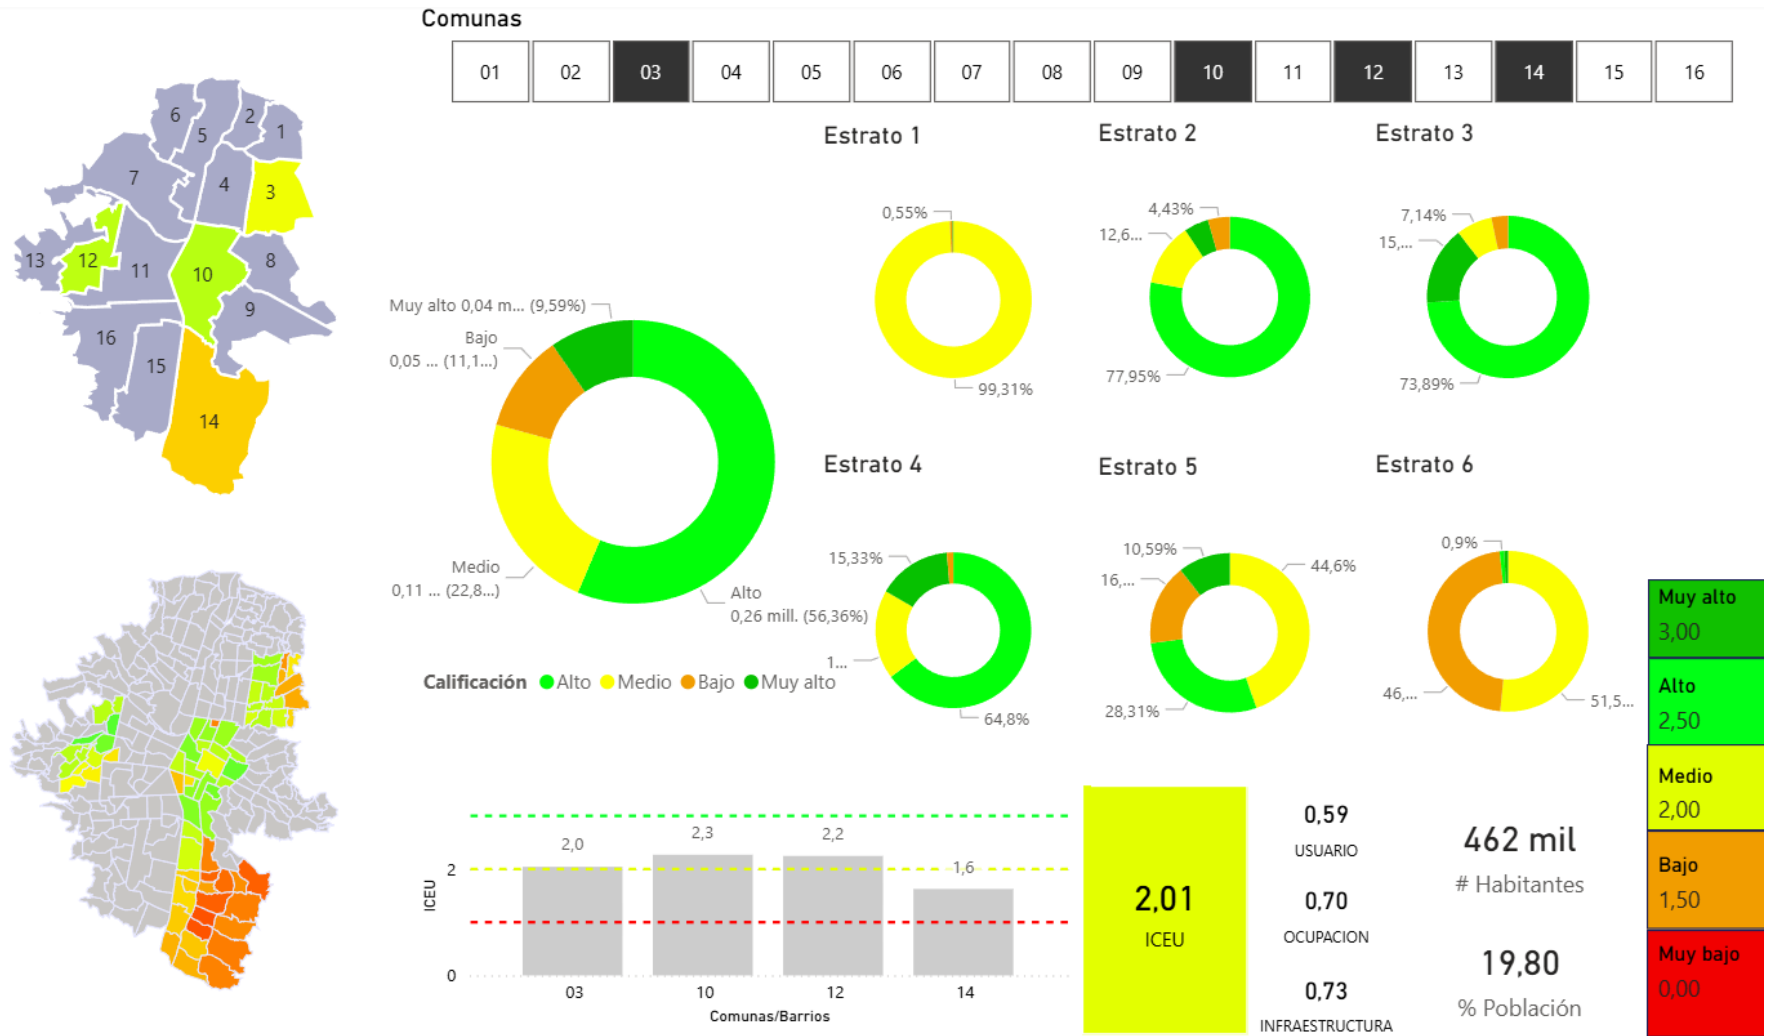 Comunas
01 02 03 04 05 06 07 08 09 10 11 12 13 14 15 16
6
5
2
1
7
4
3
13
12
11
10
8
9
16
15
14
Estrato 1
0,55%
99,31%
Estrato 2
4,43%
12,6...
77,95%
Estrato 3
7,14%
15,...
73,89%
Muy alto 0,04 m... (9,59%)
Bajo
0,05 ... (11,1...)
Medio
0,11 ... (22,8...)
Alto
0,26 mill. (56,36%)
Calificación Alto Medio Bajo Muy alto
Estrato 4
15,33%
1...
64,8%
Estrato 5
10,59%
16,...
44,6%
28,31%
Estrato 6
0,9%
46,...
51,5...
ICEU
2
0
2,0
2,3
2,2
1,6
03
10
12
14
Comunas/Barrios
2,01
ICEU
0,59
USUARIO
0,70
OCUPACION
0,73
INFRAESTRUCTURA
462 mil
# Habitantes
19,80
% Población
Muy alto
3,00
Alto
2,50
Medio
2,00
Bajo
1,50
Muy bajo
0,00